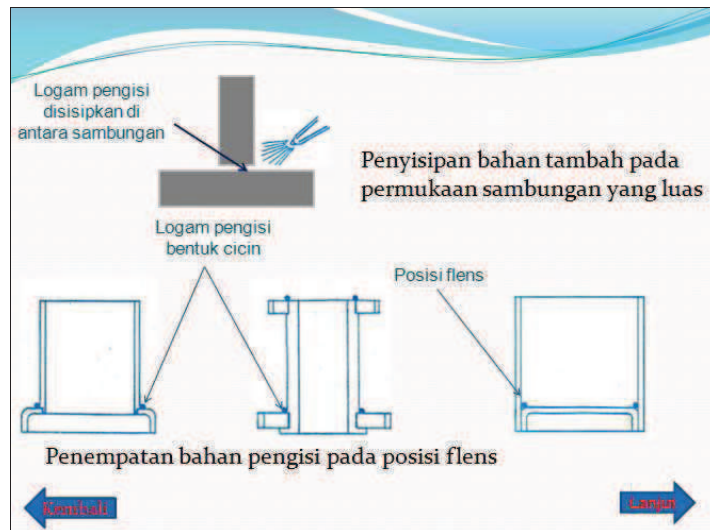 Logam pengisi
disisipkan di
antara sambungan
Penyisipan bahan tambah pada
permukaan sambungan yang luas
Logam pengisi
bentuk cicin
Posisi flens
Penempatan bahan pengisi pada posisi flens
Kembali
Lanjut